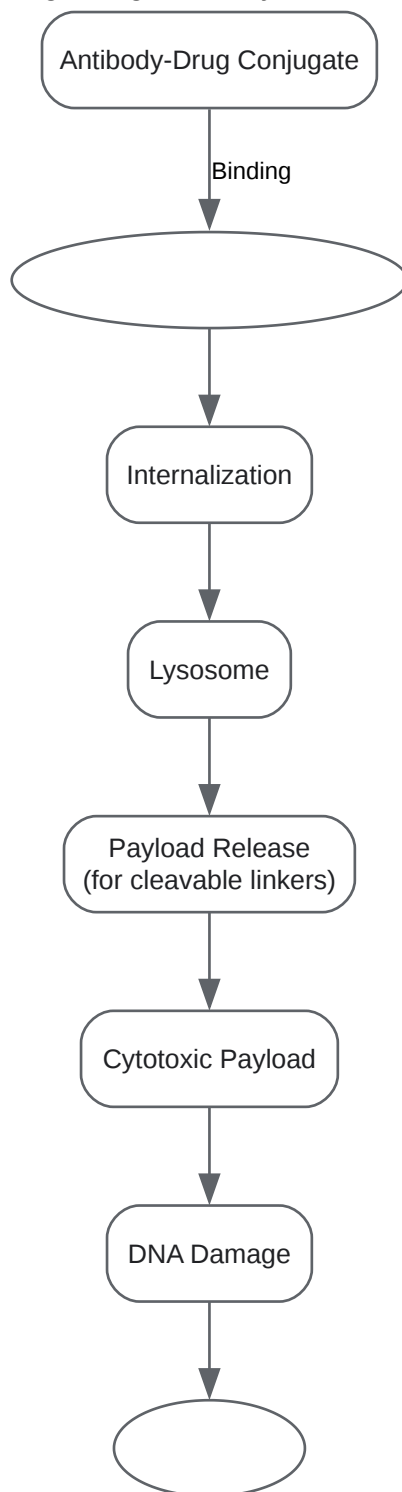 Antibody-Drug Conjugate
Binding
Internalization
Lysosome
Payload Release
(for cleavable linkers)
Cytotoxic Payload
DNA Damage